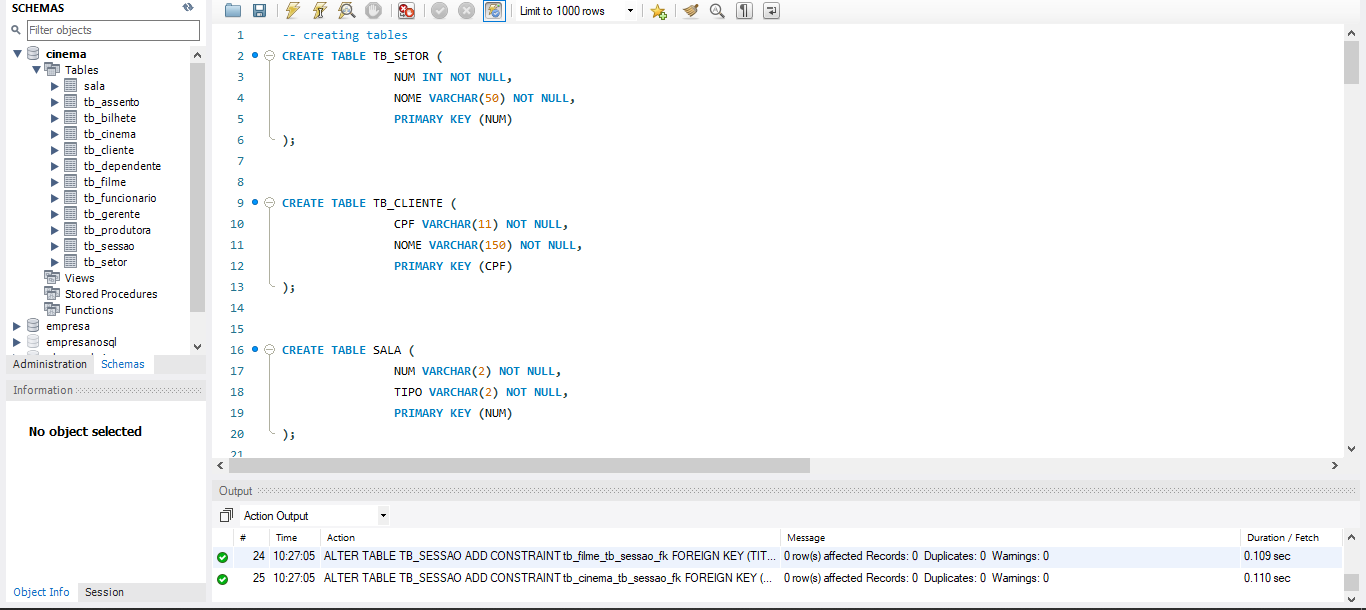 SCHEMAS
Filter objects
cinema
Tables
sala
tb_assento
tb_bilhete
tb_cinema
tb_cliente
tb_dependente
tb_filme
tb_funcionario
tb_gerente
tb_produtora
tb_sessao
tb_setor
Views
Stored Procedures
Functions
empresa
empresanosql
Administration Schemas
Information
No object selected
Object Info Session
Limit to 1000 rows
1 -- creating tables
2 CREATE TABLE TB_SETOR (
3 NUM INT NOT NULL,
4 NOME VARCHAR(50) NOT NULL,
5 PRIMARY KEY (NUM)
6 );
7
8
9 CREATE TABLE TB_CLIENTE (
10 CPF VARCHAR(11) NOT NULL,
11 NOME VARCHAR(150) NOT NULL,
12 PRIMARY KEY (CPF)
13 );
14
15
16 CREATE TABLE SALA (
17 NUM VARCHAR(2) NOT NULL,
18 TIPO VARCHAR(2) NOT NULL,
19 PRIMARY KEY (NUM)
20 );
21
Output
Action Output
# Time Action Message Duration / Fetch
24 10:27:05 ALTER TABLE TB_SESSAO ADD CONSTRAINT tb_filme_tb_sessao_fk FOREIGN KEY (TIT... 0 row(s) affected Records: 0 Duplicates: 0 Warnings: 0 0.109 sec
25 10:27:05 ALTER TABLE TB_SESSAO ADD CONSTRAINT tb_cinema_tb_sessao_fk FOREIGN KEY (... 0 row(s) affected Records: 0 Duplicates: 0 Warnings: 0 0.110 sec